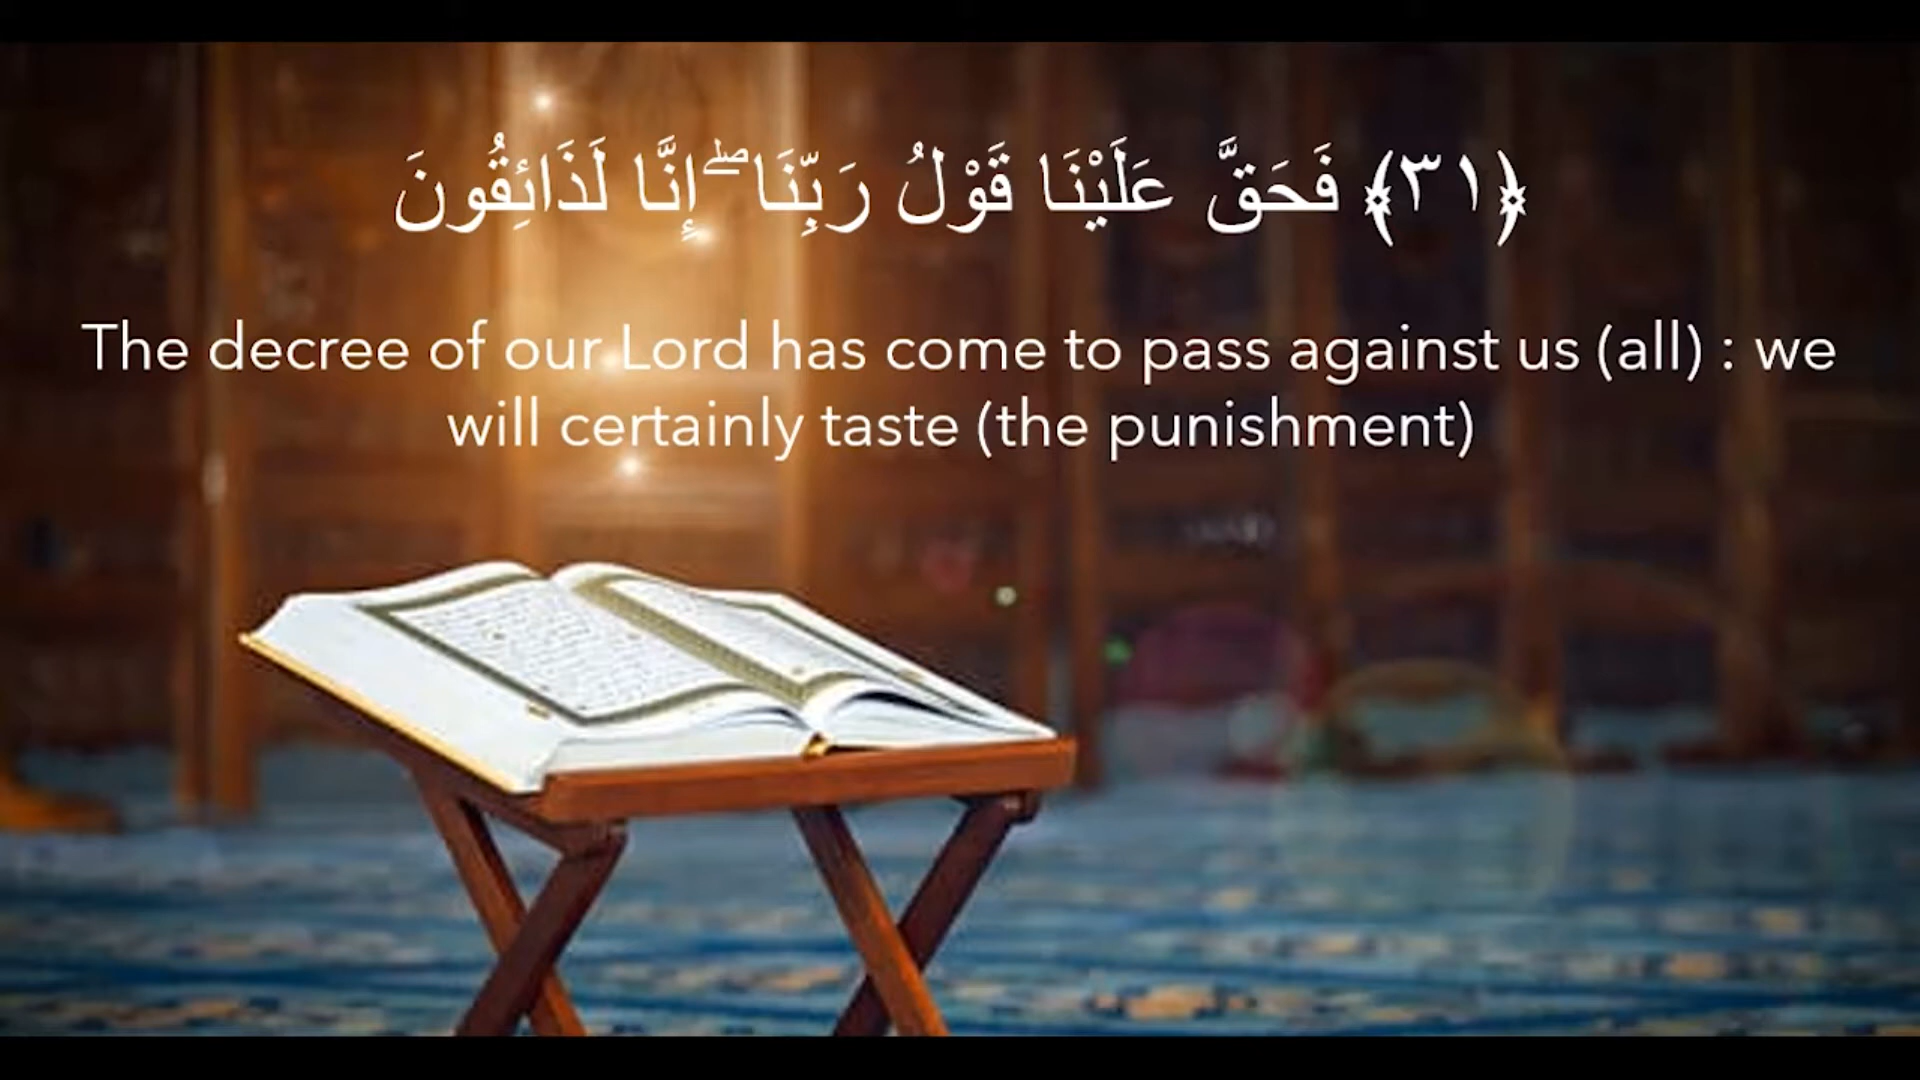 ﴿٣١﴾ فَحَقَّ عَلَيْنَا قَوْلُ رَبِّنَا ۖ إِنَّا لَذَائِقُونَ
The decree of our Lord has come to pass against us (all) : we
will certainly taste (the punishment)